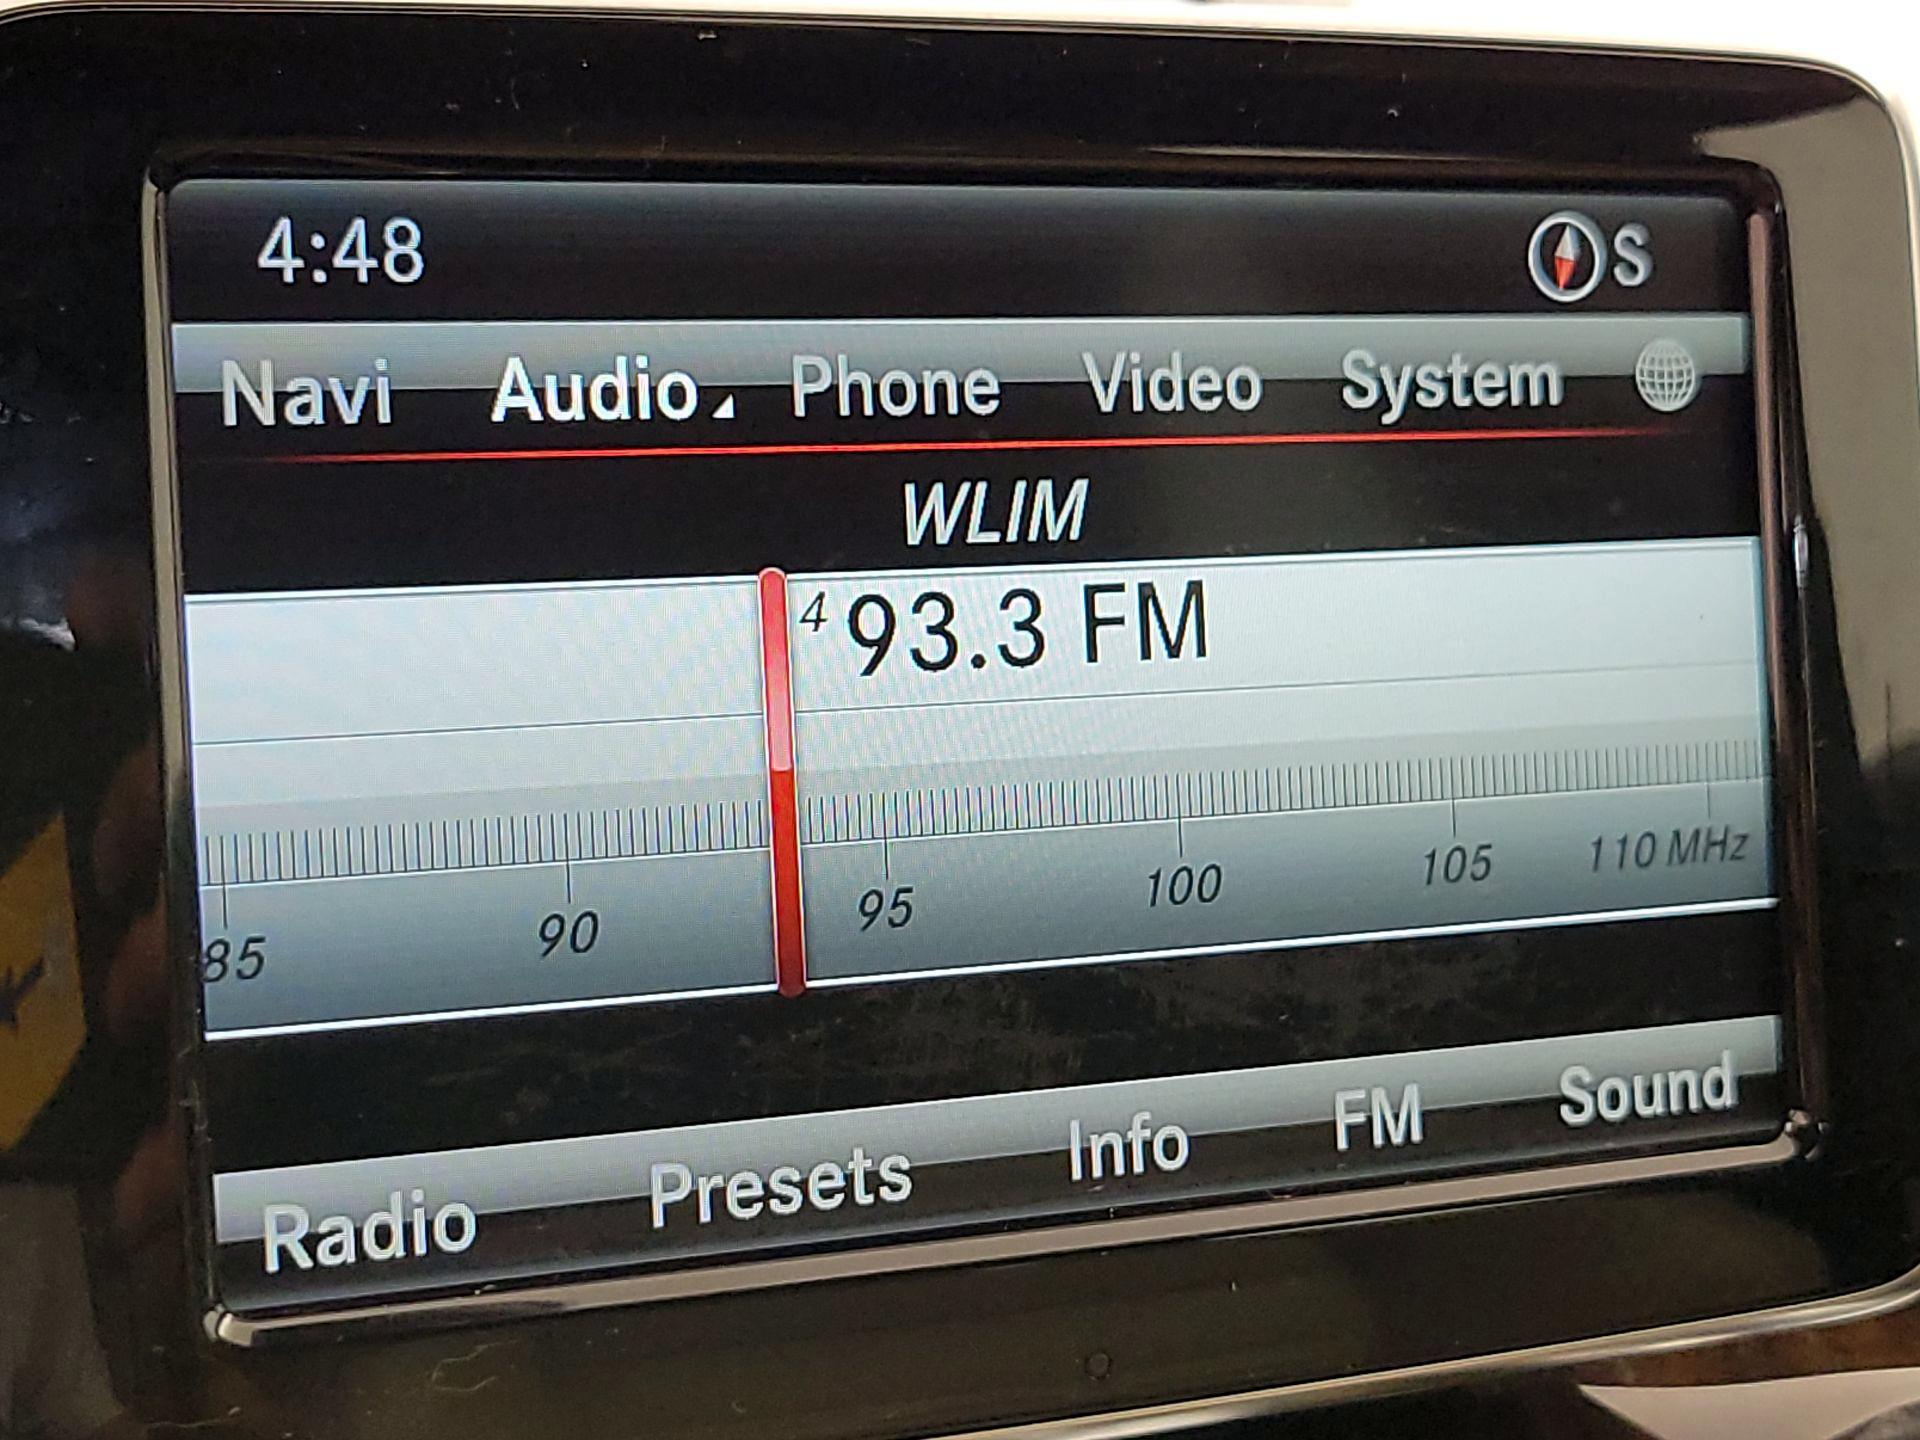 4:48 S
Navi Audio Phone Video System
WLIM
4 93.3 FM
85 90 95 100 105 110 MHz
Radio Presets Info FM Sound